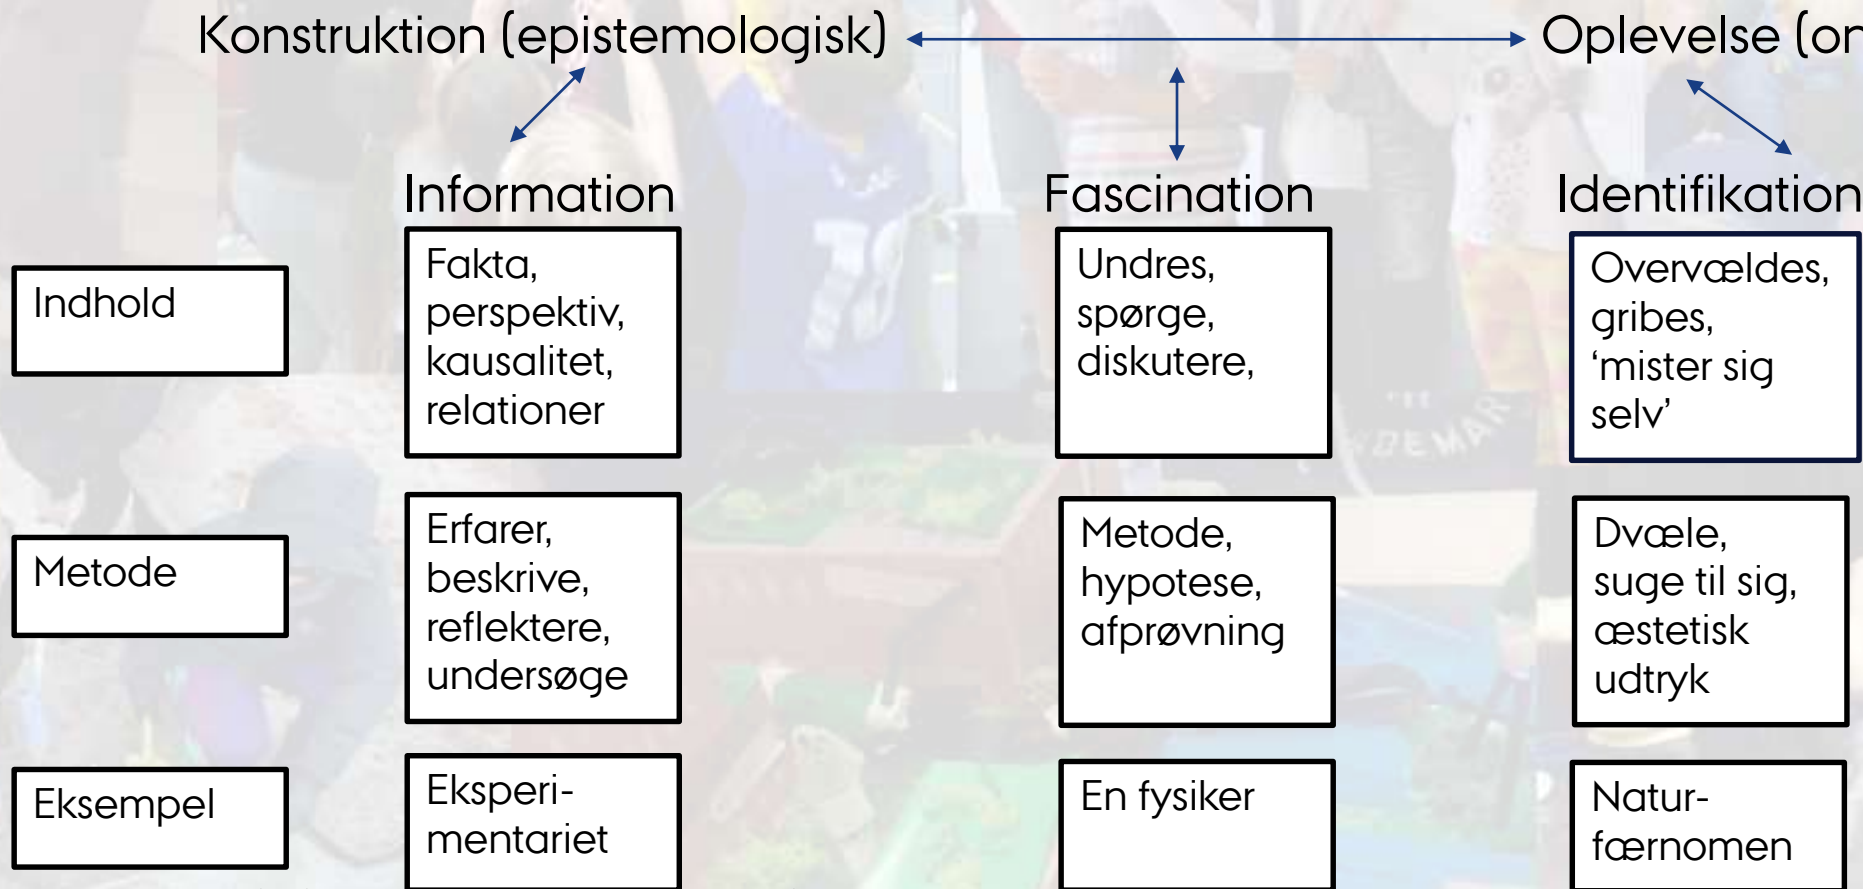 Konstruktion (epistemologisk)
Oplevelse (on
Information
Fascination
Identifikation
Indhold
Fakta,
perspektiv,
kausalitet,
relationer
Undres,
spørge,
diskutere,
Overvældes,
gribes,
‘mister sig
selv’
Metode
Erfarer,
beskrive,
reflektere,
undersøge
Metode,
hypotese,
afprøvning
Dvæle,
suge til sig,
æstetisk
udtryk
Eksempel
Eksperi-
mentariet
En fysiker
Natur-
færnomen